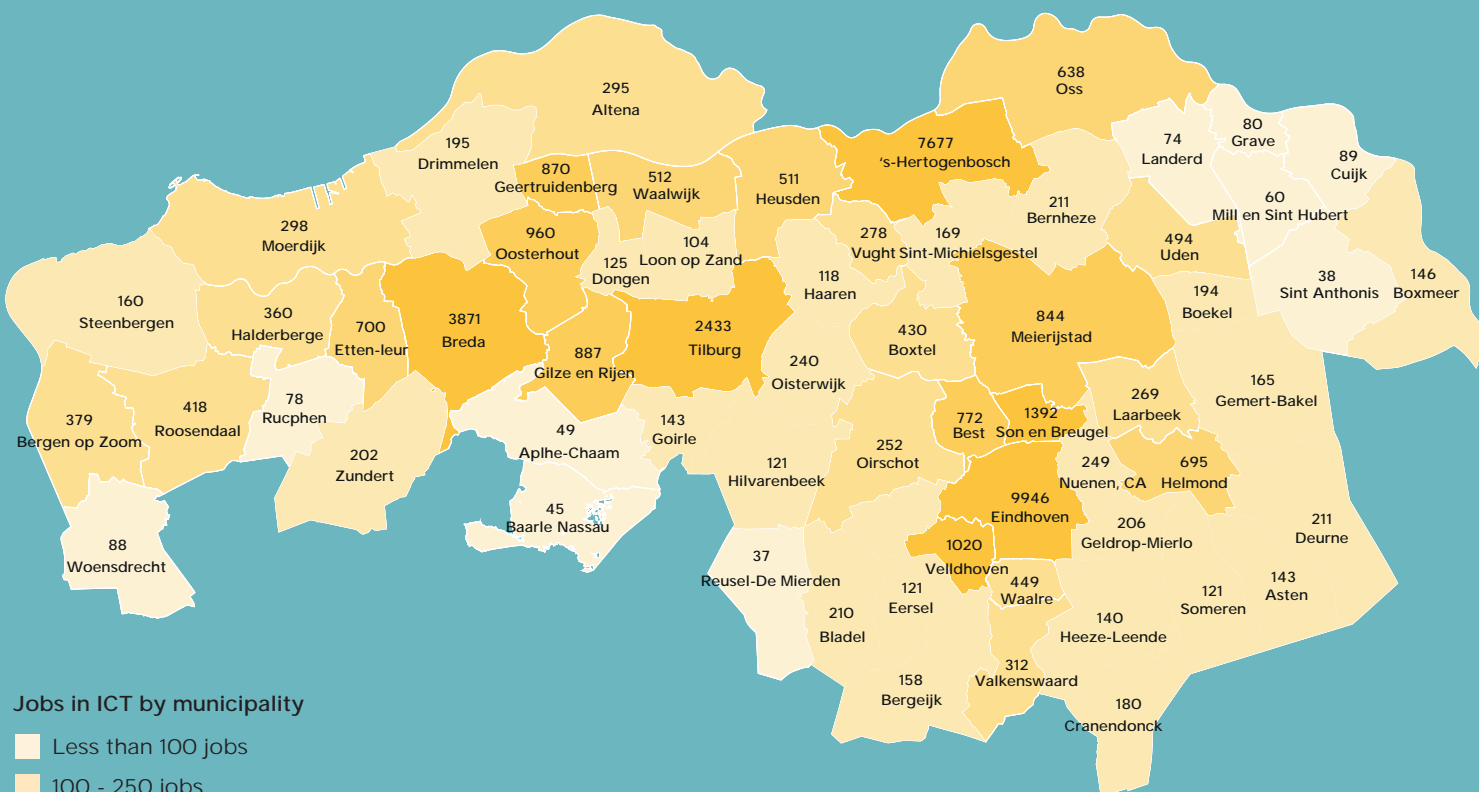 295
Altena
638
Oss
195
Drimmelen
870
Geertruidenberg
512
Waalwijk
511
Heusden
7677
's-Hertogenbosch
74
Landerd
80
Grave
89
Cuijk
60
Mill en Sint Hubert
211
Bernheze
298
Moerdijk
960
Oosterhout
125
Dongen
104
Loon op Zand
278
Vught
169
Sint-Michielsgestel
494
Uden
38
Sint Anthonis
146
Boxmeer
118
Haaren
194
Boekel
160
Steenbergen
360
Halderberge
700
Etten-leur
3871
Breda
887
Gilze en Rijen
2433
Tilburg
430
Boxtel
844
Meierijstad
240
Oisterwijk
165
Gemert-Bakel
379
Bergen op Zoom
418
Roosendaal
78
Rucphen
202
Zundert
49
Aplhe-Chaam
143
Goirle
772
Best
1392
Son en Breugel
269
Laarbeek
252
Oirschot
121
Hilvarenbeek
249
Nuenen, CA
695
Helmond
45
Baarle Nassau
9946
Eindhoven
206
Geldrop-Mierlo
211
Deurne
88
Woensdrecht
37
Reusel-De Mierden
1020
Velldhoven
449
Waalre
121
Eersel
210
Bladel
121
Someren
143
Asten
140
Heeze-Leende
312
Valkenswaard
158
Bergeijk
180
Cranendonck
Jobs in ICT by municipality
Less than 100 jobs
100 - 250 jobs